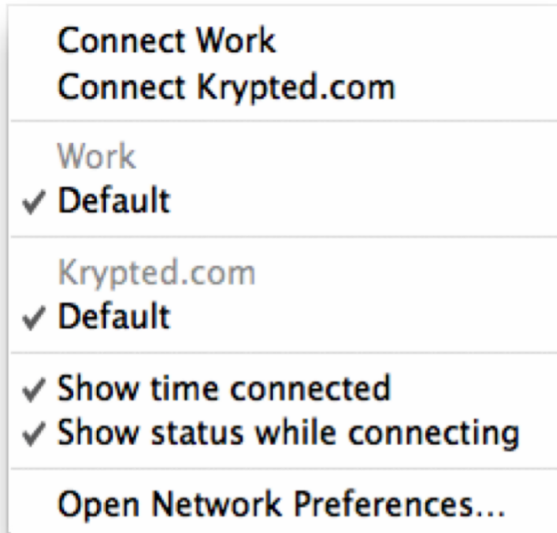 Connect Work
Connect Krypted.com
Work
✓ Default
Krypted.com
✓ Default
✓ Show time connected
✓ Show status while connecting
Open Network Preferences...